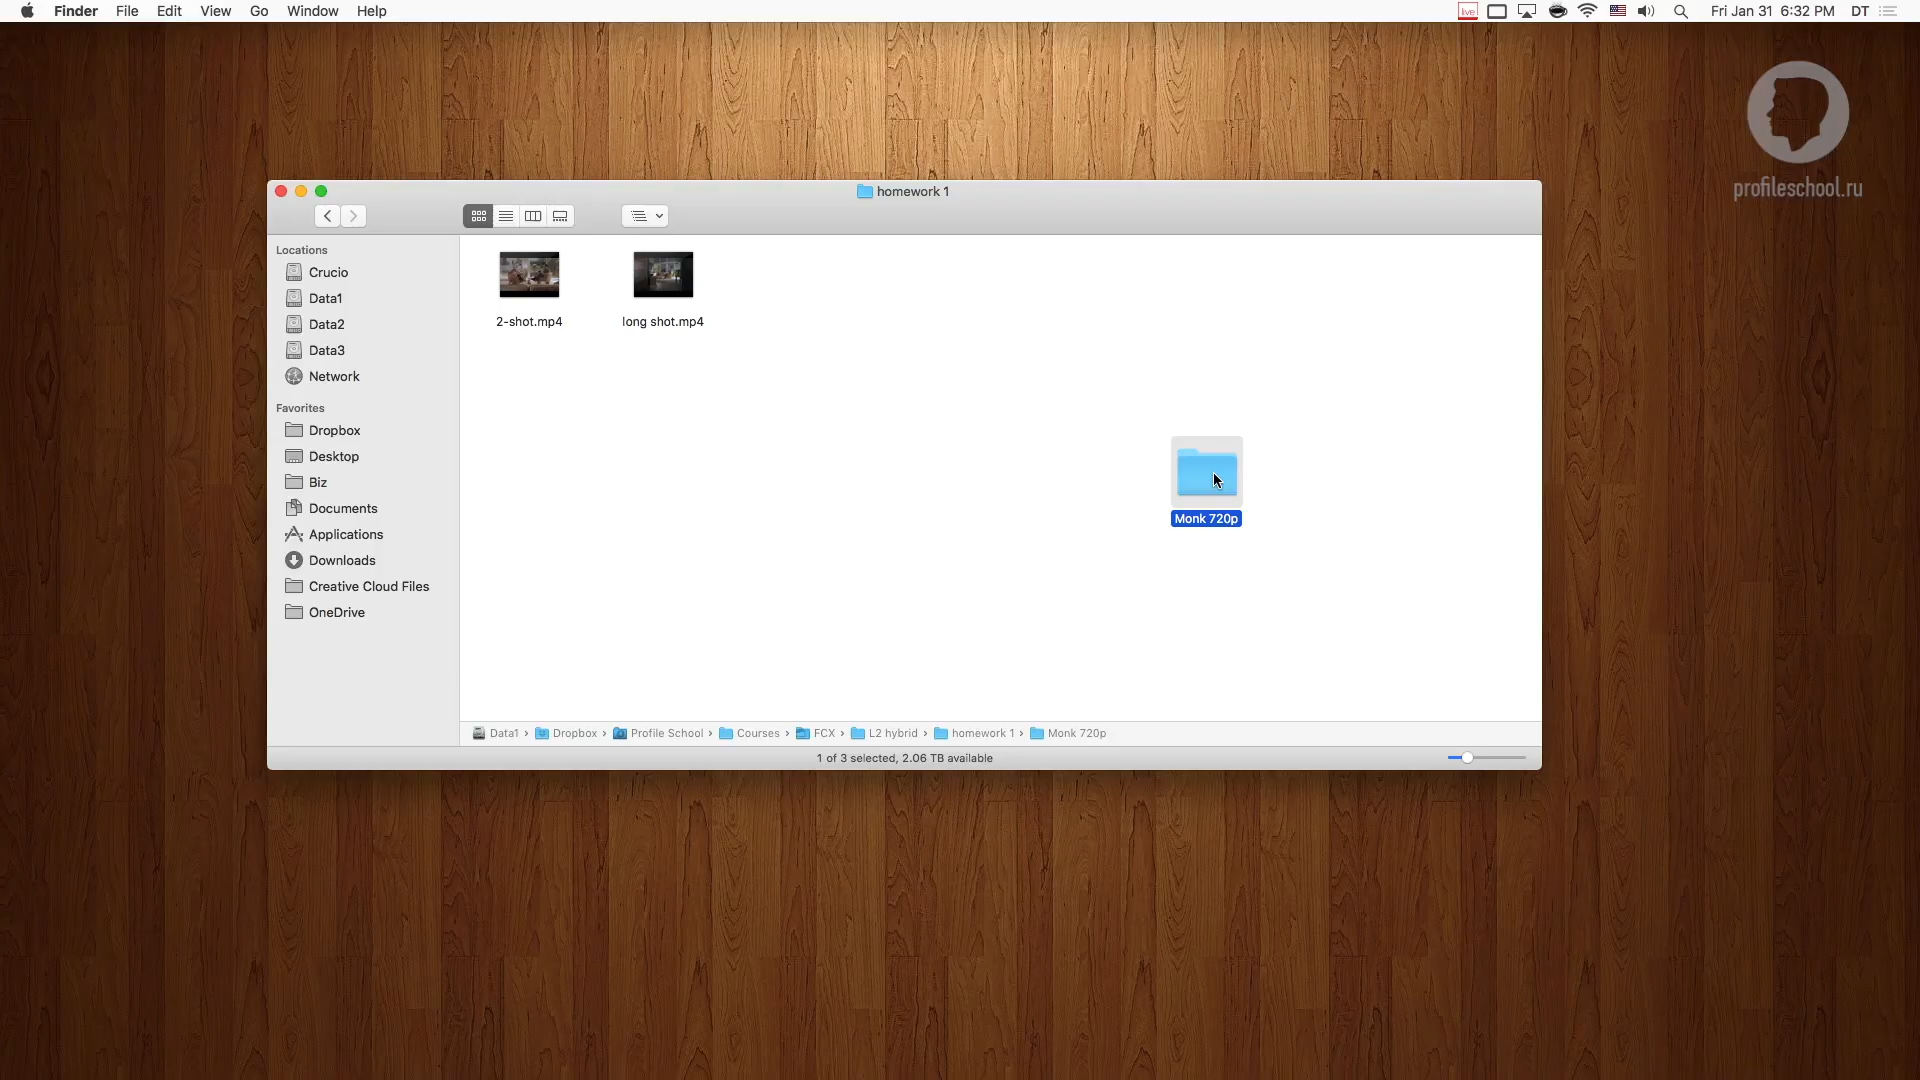 Finder File Edit View Go Window Help
live Fri Jan 31 6:32 PM DT
profileschool.ru
homework 1
Locations
Crucio
Data1
Data2
Data3
Network
Favorites
Dropbox
Desktop
Biz
Documents
Applications
Downloads
Creative Cloud Files
OneDrive
2-shot.mp4
long shot.mp4
Monk 720p
Data1 › Dropbox › Profile School › Courses › FCX › L2 hybrid › homework 1 › Monk 720p
1 of 3 selected, 2.06 TB available